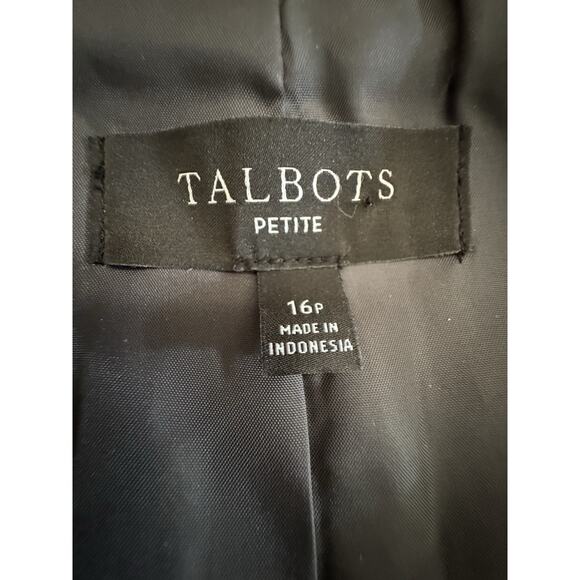 TALBOTS
PETITE
16P
MADE IN
INDONESIA